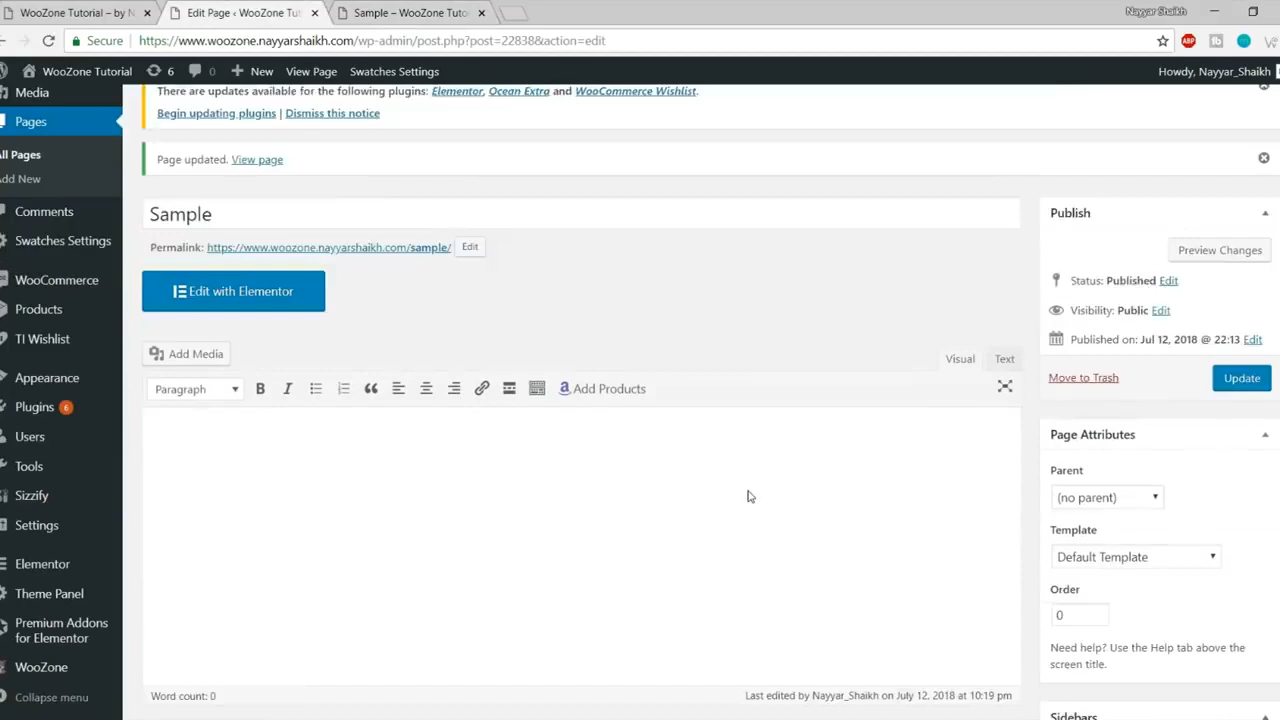 WooZone Tutorial – by N
Edit Page ‹ WooZone Tut
Sample – WooZone Tuto
Nayyar Shaikh
Secure
https://www.woozone.nayyarshaikh.com/wp-admin/post.php?post=22838&action=edit
ABP
WooZone Tutorial
6
0
New
View Page
Swatches Settings
Howdy, Nayyar_Shaikh
Media
Pages
All Pages
Add New
Comments
Swatches Settings
WooCommerce
Products
TI Wishlist
Appearance
Plugins 6
Users
Tools
Sizzify
Settings
Elementor
Theme Panel
Premium Addons
for Elementor
WooZone
Collapse menu
There are updates available for the following plugins: Elementor, Ocean Extra and WooCommerce Wishlist.
Begin updating plugins | Dismiss this notice
Page updated. View page
Sample
Permalink: https://www.woozone.nayyarshaikh.com/sample/ Edit
Edit with Elementor
Add Media
Visual
Text
Paragraph
B
I
Add Products
Word count: 0
Last edited by Nayyar_Shaikh on July 12, 2018 at 10:19 pm
Publish
Preview Changes
Status: Published Edit
Visibility: Public Edit
Published on: Jul 12, 2018 @ 22:13 Edit
Move to Trash
Update
Page Attributes
Parent
(no parent)
Template
Default Template
Order
0
Need help? Use the Help tab above the
screen title.
Sidebars